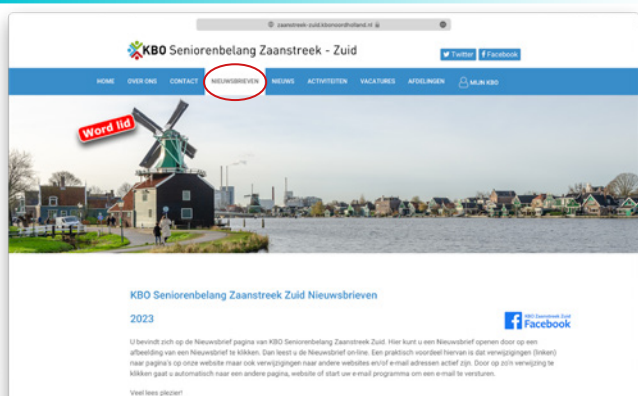 zaanstreek-zuid.kbonoordholland.nl
KBO Seniorenbelang Zaanstreek - Zuid
Twitter
Facebook
HOME OVER ONS CONTACT NIEUWSBRIEVEN NIEUWS ACTIVITEITEN VACATURES AFDELINGEN MIJN KBO
Word lid
KBO Seniorenbelang Zaanstreek Zuid Nieuwsbrieven
2023
KBO Zaanstreek Zuid
Facebook
U bevindt zich op de Nieuwsbrief pagina van KBO Seniorenbelang Zaanstreek Zuid. Hier kunt u een Nieuwsbrief openen door op een
afbeelding van een Nieuwsbrief te klikken. Dan leest u de Nieuwsbrief on-line. Een praktisch voordeel hiervan is dat verwijzigingen (linken)
naar pagina's op onze website maar ook verwijzigingen naar andere websites en/of e-mail adressen actief zijn. Door op zo'n verwijzing te
klikken gaat u automatisch naar een andere pagina, website of start uw e-mail programma om een e-mail te versturen.
Veel lees plezier!